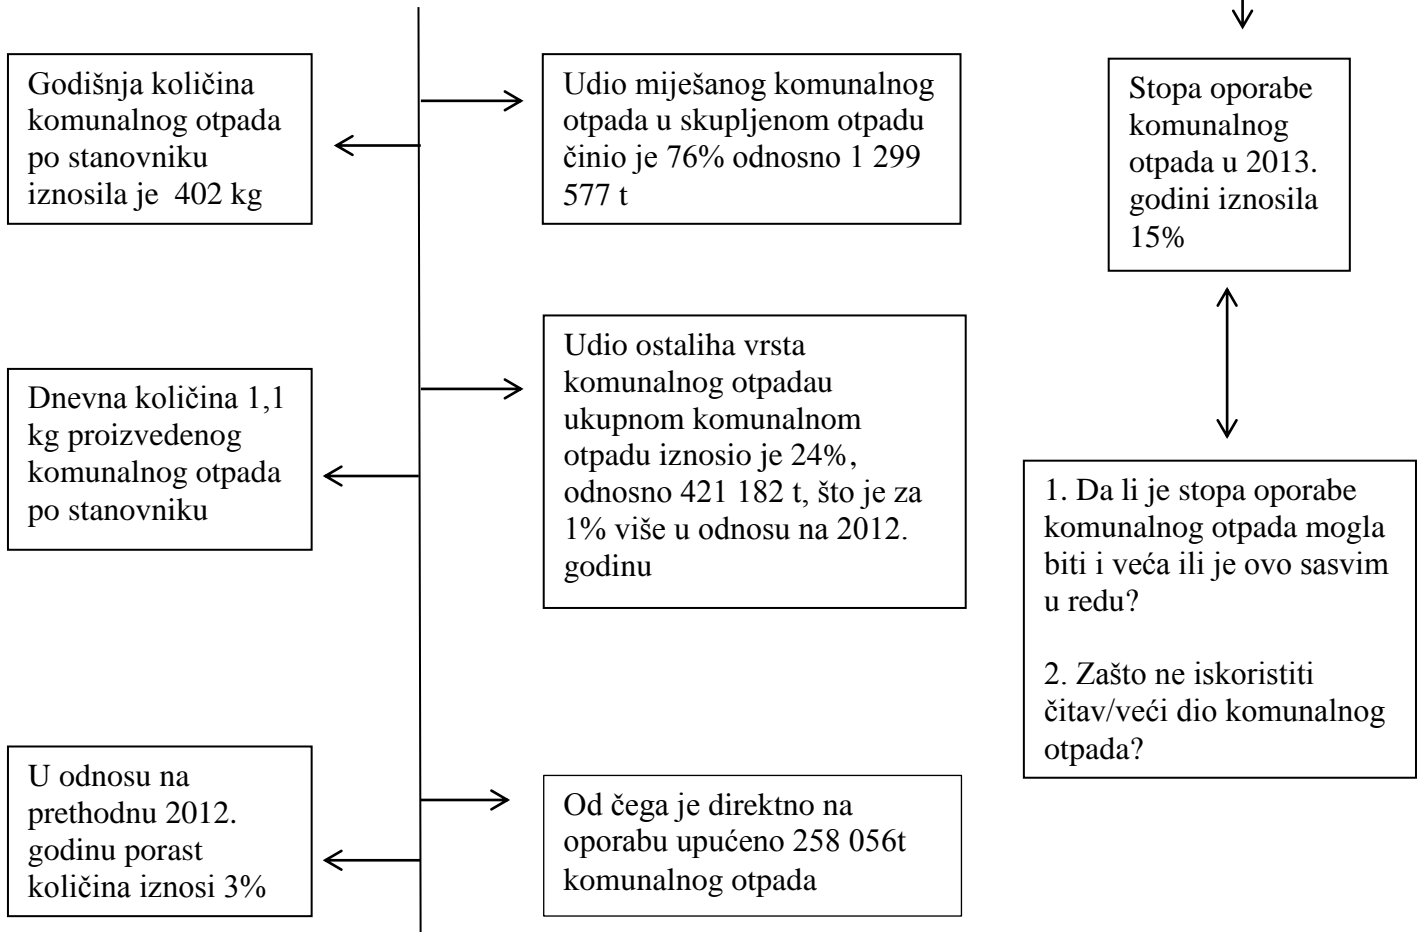 Godišnja količina
komunalnog otpada
po stanovniku
iznosila je  402 kg
Udio miješanog komunalnog
otpada u skupljenom otpadu
činio je 76% odnosno 1 299
577 t
Stopa oporabe
komunalnog
otpada u 2013.
godini iznosila
15%
Dnevna količina 1,1
kg proizvedenog
komunalnog otpada
po stanovniku
Udio ostaliha vrsta
komunalnog otpadau
ukupnom komunalnom
otpadu iznosio je 24%,
odnosno 421 182 t, što je za
1% više u odnosu na 2012.
godinu
1. Da li je stopa oporabe
komunalnog otpada mogla
biti i veća ili je ovo sasvim
u redu?
2. Zašto ne iskoristiti
čitav/veći dio komunalnog
otpada?
U odnosu na
prethodnu 2012.
godinu porast
količina iznosi 3%
Od čega je direktno na
oporabu upućeno 258 056t
komunalnog otpada